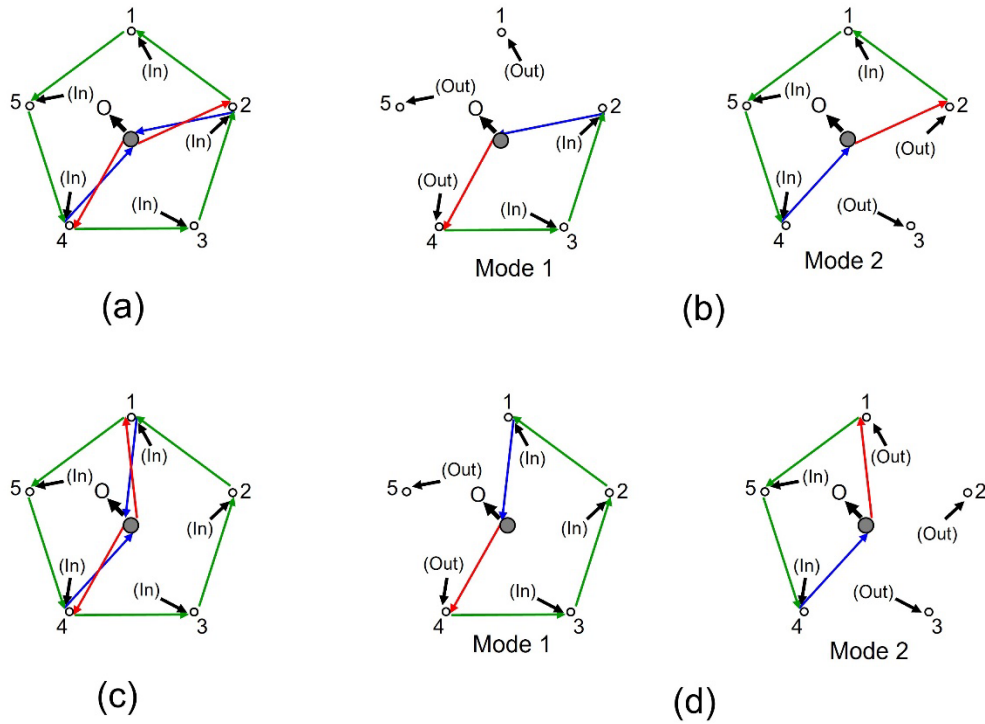 1
(In)
5
(In)
O
2
(In)
(In)
(In)
4
3
(a)
1
(Out)
(Out)
5
O
2
(In)
(Out)
(In)
4
3
Mode 1
1
(In)
5
(In)
O
2
(Out)
(In)
(Out)
4
3
Mode 2
(b)
1
(In)
5
(In)
O
2
(In)
(In)
(In)
4
3
(c)
1
(In)
(Out)
5
O
2
(In)
(Out)
(In)
4
3
Mode 1
1
(Out)
5
(In)
O
2
(Out)
(In)
(Out)
4
3
Mode 2
(d)